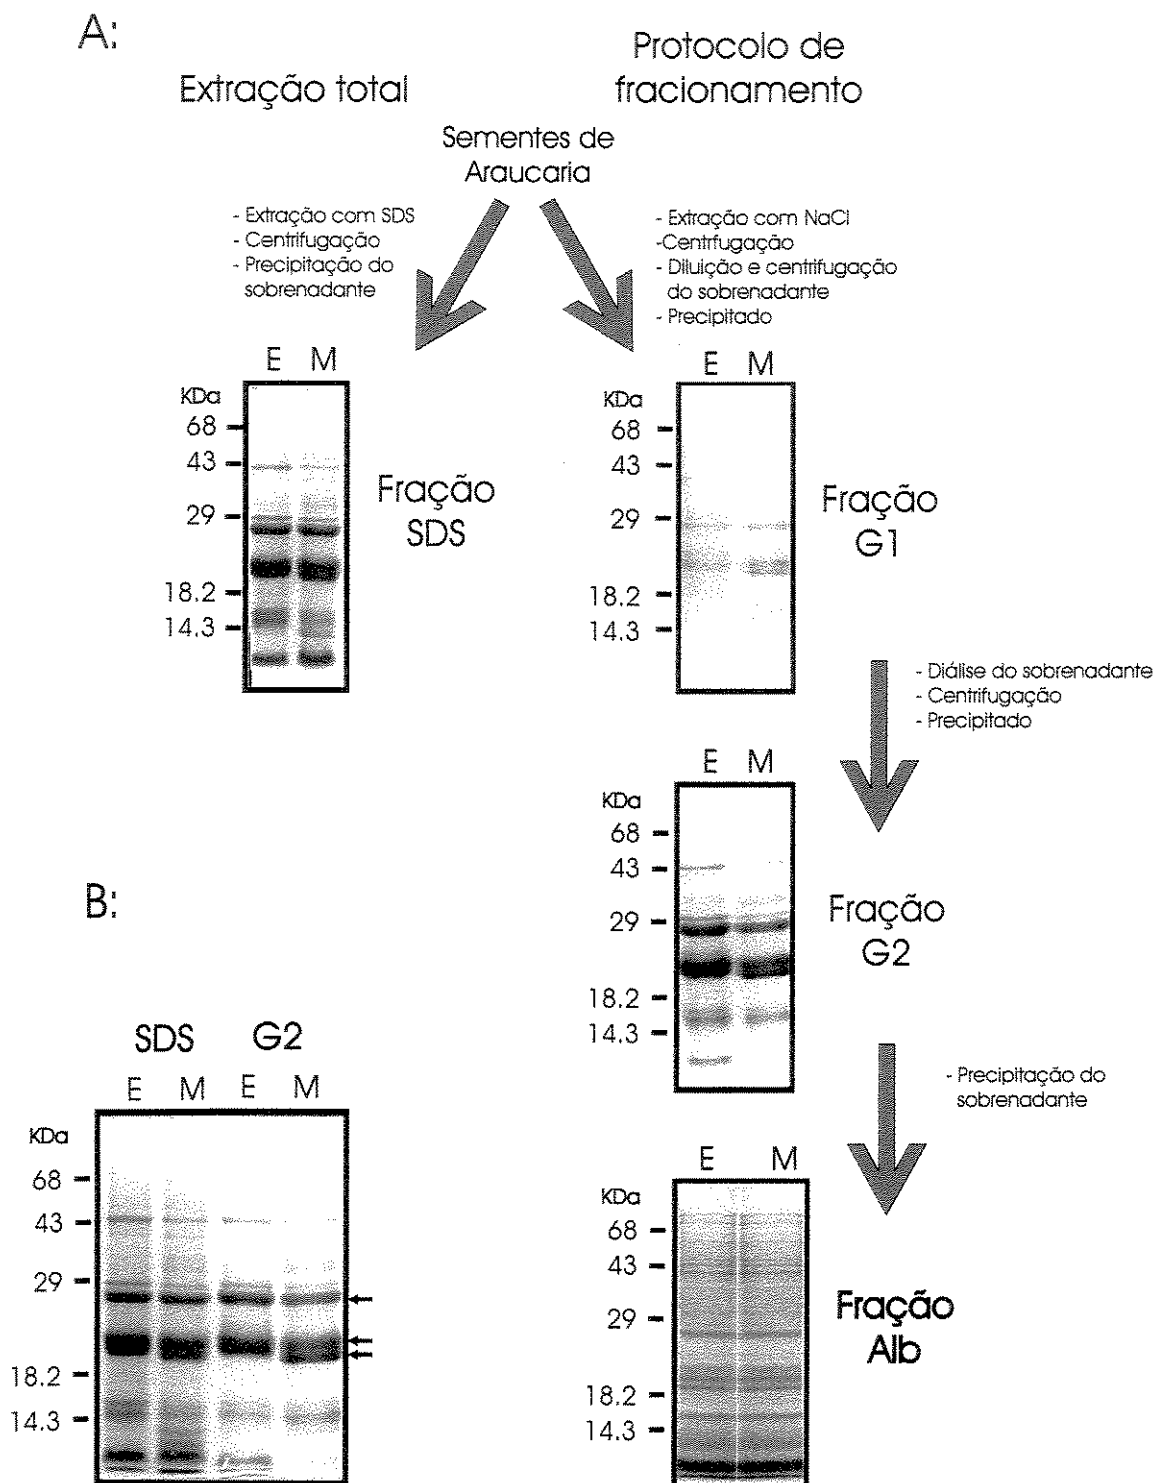 A:
Extração total
Protocolo de
fracionamento
Sementes de
Araucaria
- Extração com SDS
- Centrifugação
- Precipitação do
sobrenadante
- Extração com NaCl
-Centrfugação
- Diluição e centrifugação
do sobrenadante
- Precipitado
E M
KDa
68
43
29
18.2
14.3
Fração
SDS
E M
KDa
68
43
29
18.2
14.3
Fração
G1
- Diálise do sobrenadante
- Centrifugação
- Precipitado
E M
KDa
68
43
29
18.2
14.3
Fração
G2
- Precipitação do
sobrenadante
E M
KDa
68
43
29
18.2
14.3
Fração
Alb
B:
SDS G2
E M E M
KDa
68
43
29
18.2
14.3